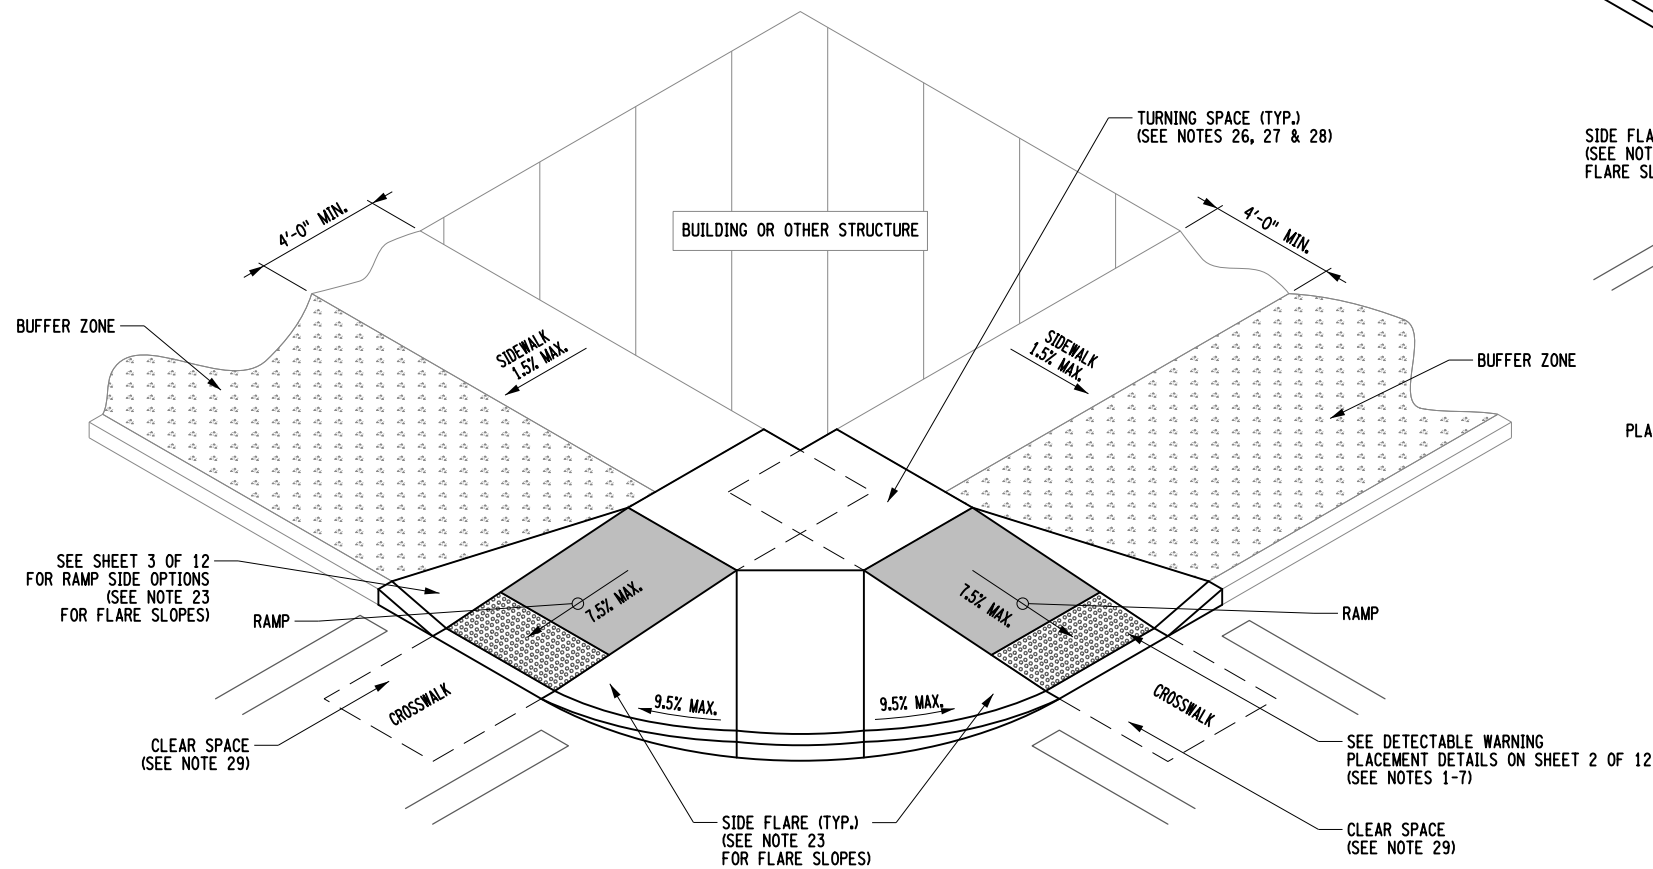 TURNING SPACE (TYP.)
(SEE NOTES 26, 27 & 28)
SIDE FLA
(SEE NOT
FLARE SL
4'-0" MIN.
BUILDING OR OTHER STRUCTURE
4'-0" MIN.
BUFFER ZONE
SIDEWALK
1.5% MAX.
SIDEWALK
1.5% MAX.
BUFFER ZONE
PLA
SEE SHEET 3 OF 12
FOR RAMP SIDE OPTIONS
(SEE NOTE 23
FOR FLARE SLOPES)
RAMP
7.5% MAX.
7.5% MAX.
RAMP
CROSSWALK
9.5% MAX.
9.5% MAX.
CROSSWALK
CLEAR SPACE
(SEE NOTE 29)
SEE DETECTABLE WARNING
PLACEMENT DETAILS ON SHEET 2 OF 12
(SEE NOTES 1-7)
SIDE FLARE (TYP.)
(SEE NOTE 23
FOR FLARE SLOPES)
CLEAR SPACE
(SEE NOTE 29)